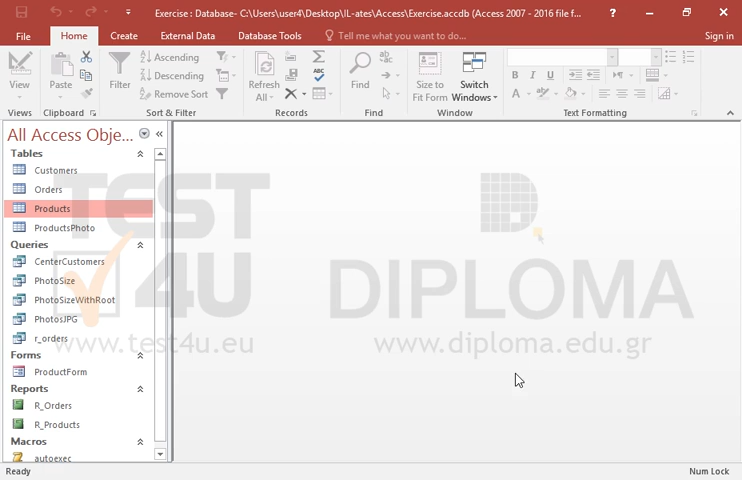 Exercise : Database- C:\Users\user4\Desktop\IL-ates\Access\Exercise.accdb (Access 2007 - 2016 file f...
?
File
Home
Create
External Data
Database Tools
Tell me what you want to do...
Sign in
View
Paste
Filter
Ascending
Descending
Remove Sort
Refresh
All
Find
Size to
Fit Form
Switch
Windows
B I U
A
Views
Clipboard
Sort & Filter
Records
Find
Window
Text Formatting
All Access Obje...
Tables
Customers
Orders
Products
ProductsPhoto
Queries
CenterCustomers
PhotoSize
PhotoSizeWithRoot
PhotosJPG
r_orders
Forms
ProductForm
Reports
R_Orders
R_Products
Macros
autoexec
TEST
4U
www.test4u.eu
DIPLOMA
www.diploma.edu.gr
Ready
Num Lock